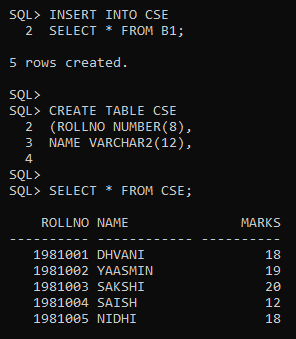 SQL> INSERT INTO CSE
  2  SELECT * FROM B1;
5 rows created.
SQL>
SQL> CREATE TABLE CSE
  2  (ROLLNO NUMBER(8),
  3  NAME VARCHAR2(12),
  4
SQL>
SQL> SELECT * FROM CSE;
    ROLLNO NAME              MARKS
---------- ------------ ----------
   1981001 DHVANI               18
   1981002 YAASMIN              19
   1981003 SAKSHI               20
   1981004 SAISH                12
   1981005 NIDHI                18